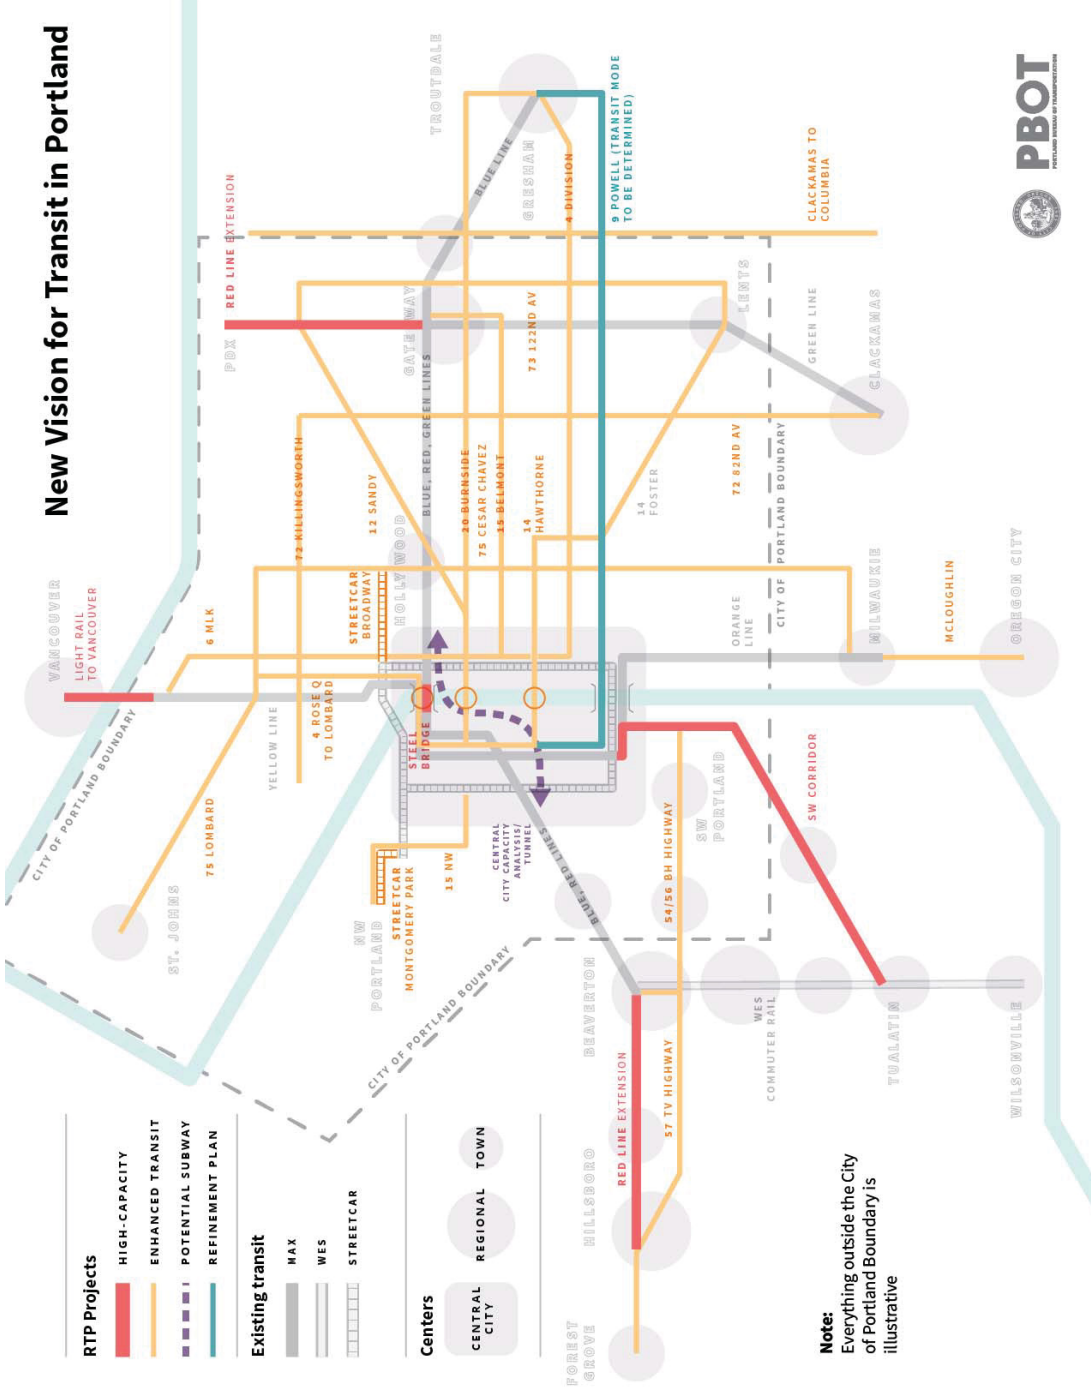 New Vision for Transit in Portland
RTP Projects
HIGH-CAPACITY
ENHANCED TRANSIT
POTENTIAL SUBWAY
REFINEMENT PLAN
Existing transit
MAX
WES
STREETCAR
Centers
CENTRAL
CITY
REGIONAL
TOWN
VANCOUVER
LIGHT RAIL
TO VANCOUVER
CITY OF PORTLAND BOUNDARY
6 MLK
75 LOMBARD
ST. JOHNS
YELLOW LINE
4 ROSE Q
TO LOMBARD
72 KILLINGSWORTH
PDX
RED LINE EXTENSION
12 SANDY
STREETCAR
BROADWAY
HOLLYWOOD
GATEWAY
BLUE, RED, GREEN LINES
TROUTDALE
BLUE LINE
GRESHAM
4 DIVISION
9 POWELL (TRANSIT MODE
TO BE DETERMINED)
20 BURNSIDE
75 CESAR CHAVEZ
15 BELMONT
14
HAWTHORNE
73 122ND AV
STEEL
BRIDGE
NW
PORTLAND
STREETCAR
MONTGOMERY PARK
15 NW
CENTRAL
CITY CAPACITY
ANALYSIS/
TUNNEL
CITY OF PORTLAND BOUNDARY
BLUE, RED LINES
14
FOSTER
72 82ND AV
LENTS
GREEN LINE
CLACKAMAS
CLACKAMAS TO
COLUMBIA
CITY OF PORTLAND BOUNDARY
ORANGE
LINE
MILWAUKIE
MCLOUGHLIN
OREGON CITY
SW
PORTLAND
54/56 BH HIGHWAY
SW CORRIDOR
BEAVERTON
RED LINE EXTENSION
57 TV HIGHWAY
HILLSBORO
FOREST
GROVE
WES
COMMUTER RAIL
TUALATIN
WILSONVILLE
Note:
Everything outside the City
of Portland Boundary is
illustrative
PBOT
PORTLAND BUREAU OF TRANSPORTATION